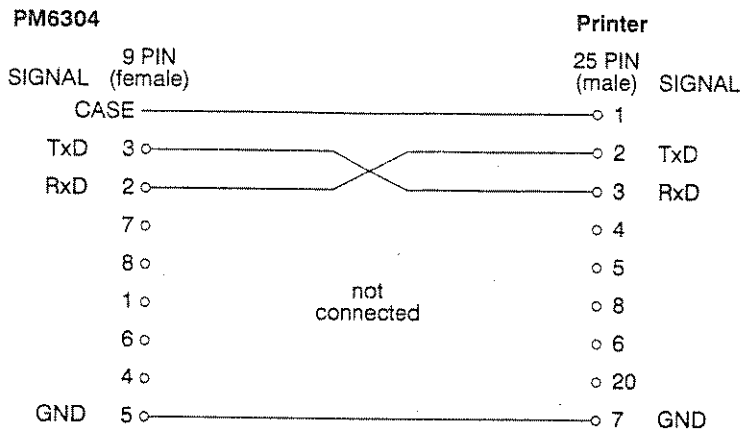 PM6304 Printer
9 PIN 25 PIN
SIGNAL (female) (male) SIGNAL
CASE 1
TxD 3 2 TxD
RxD 2 3 RxD
7 4
8 5
1 8
not
connected
6 6
4 20
GND 5 7 GND